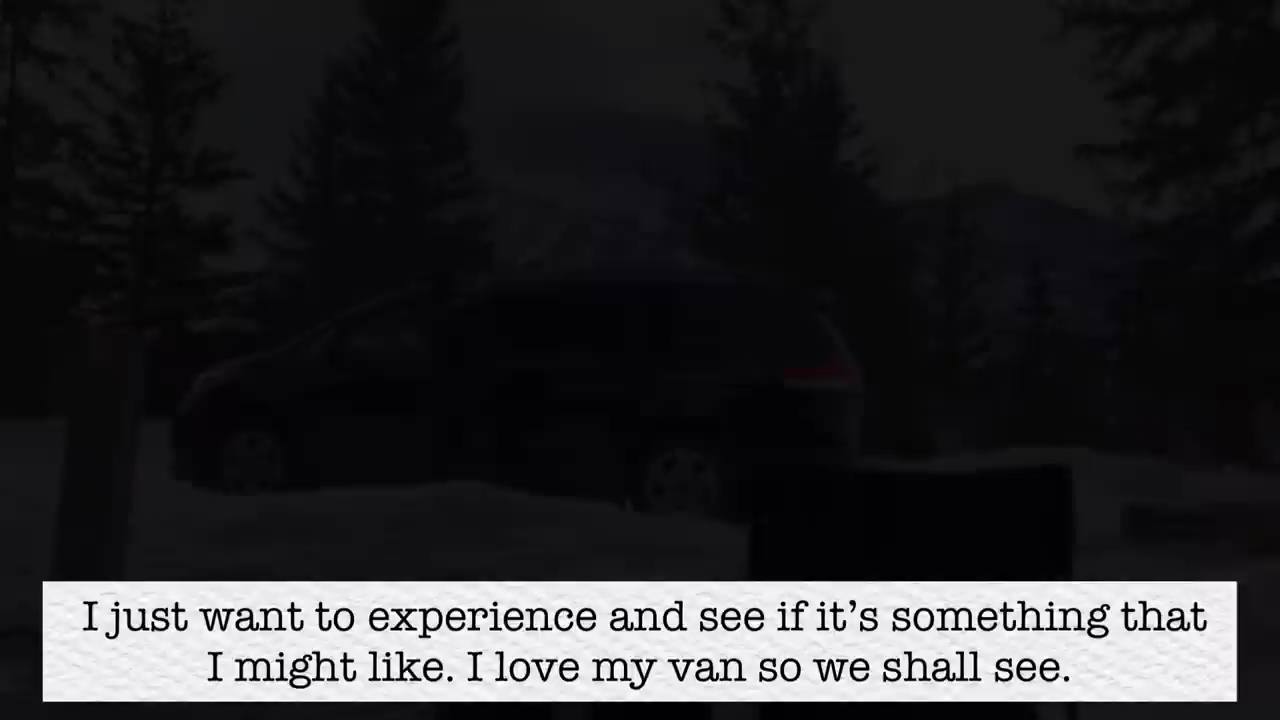 I just want to experience and see if it’s something that
I might like. I love my van so we shall see.